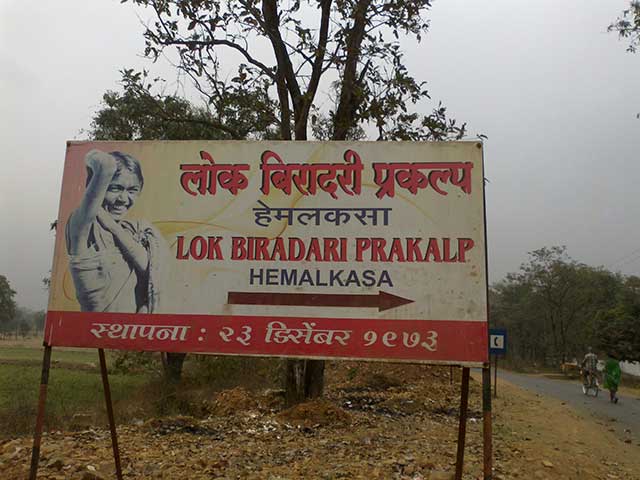 लोक बिरादरी प्रकल्प
हेमलकसा
LOK BIRADARI PRAKALP
HEMALKASA
स्थापना : २३ डिसेंबर १९७३